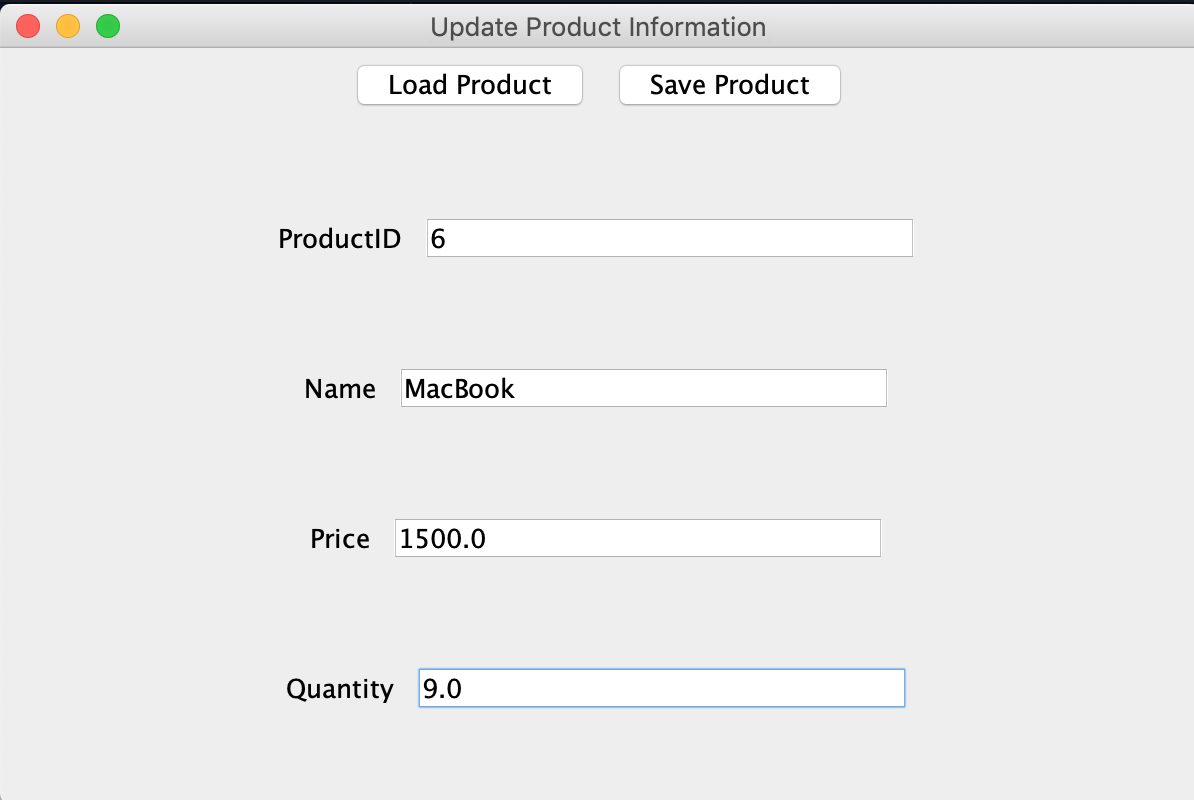 Update Product Information
Load Product Save Product
ProductID 6
Name MacBook
Price 1500.0
Quantity 9.0